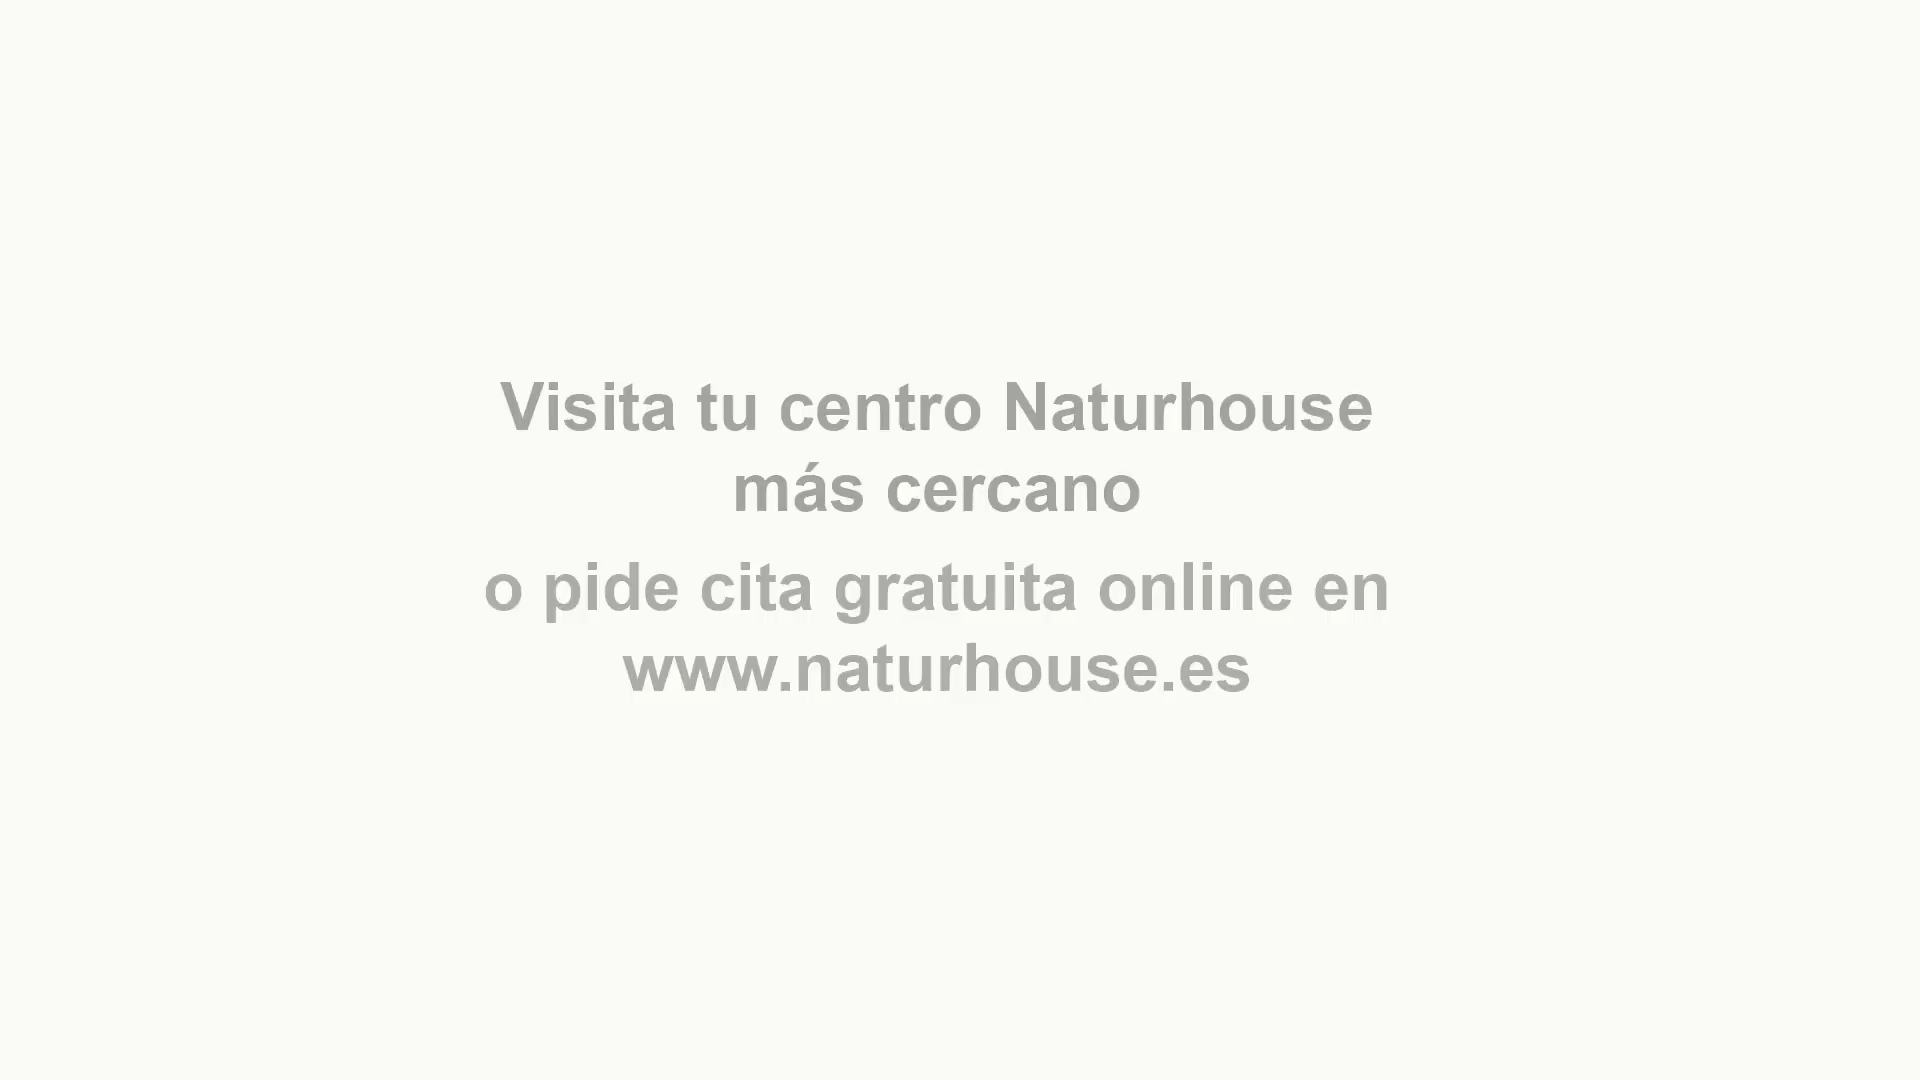 Visita tu centro Naturhouse
más cercano
o pide cita gratuita online en
www.naturhouse.es